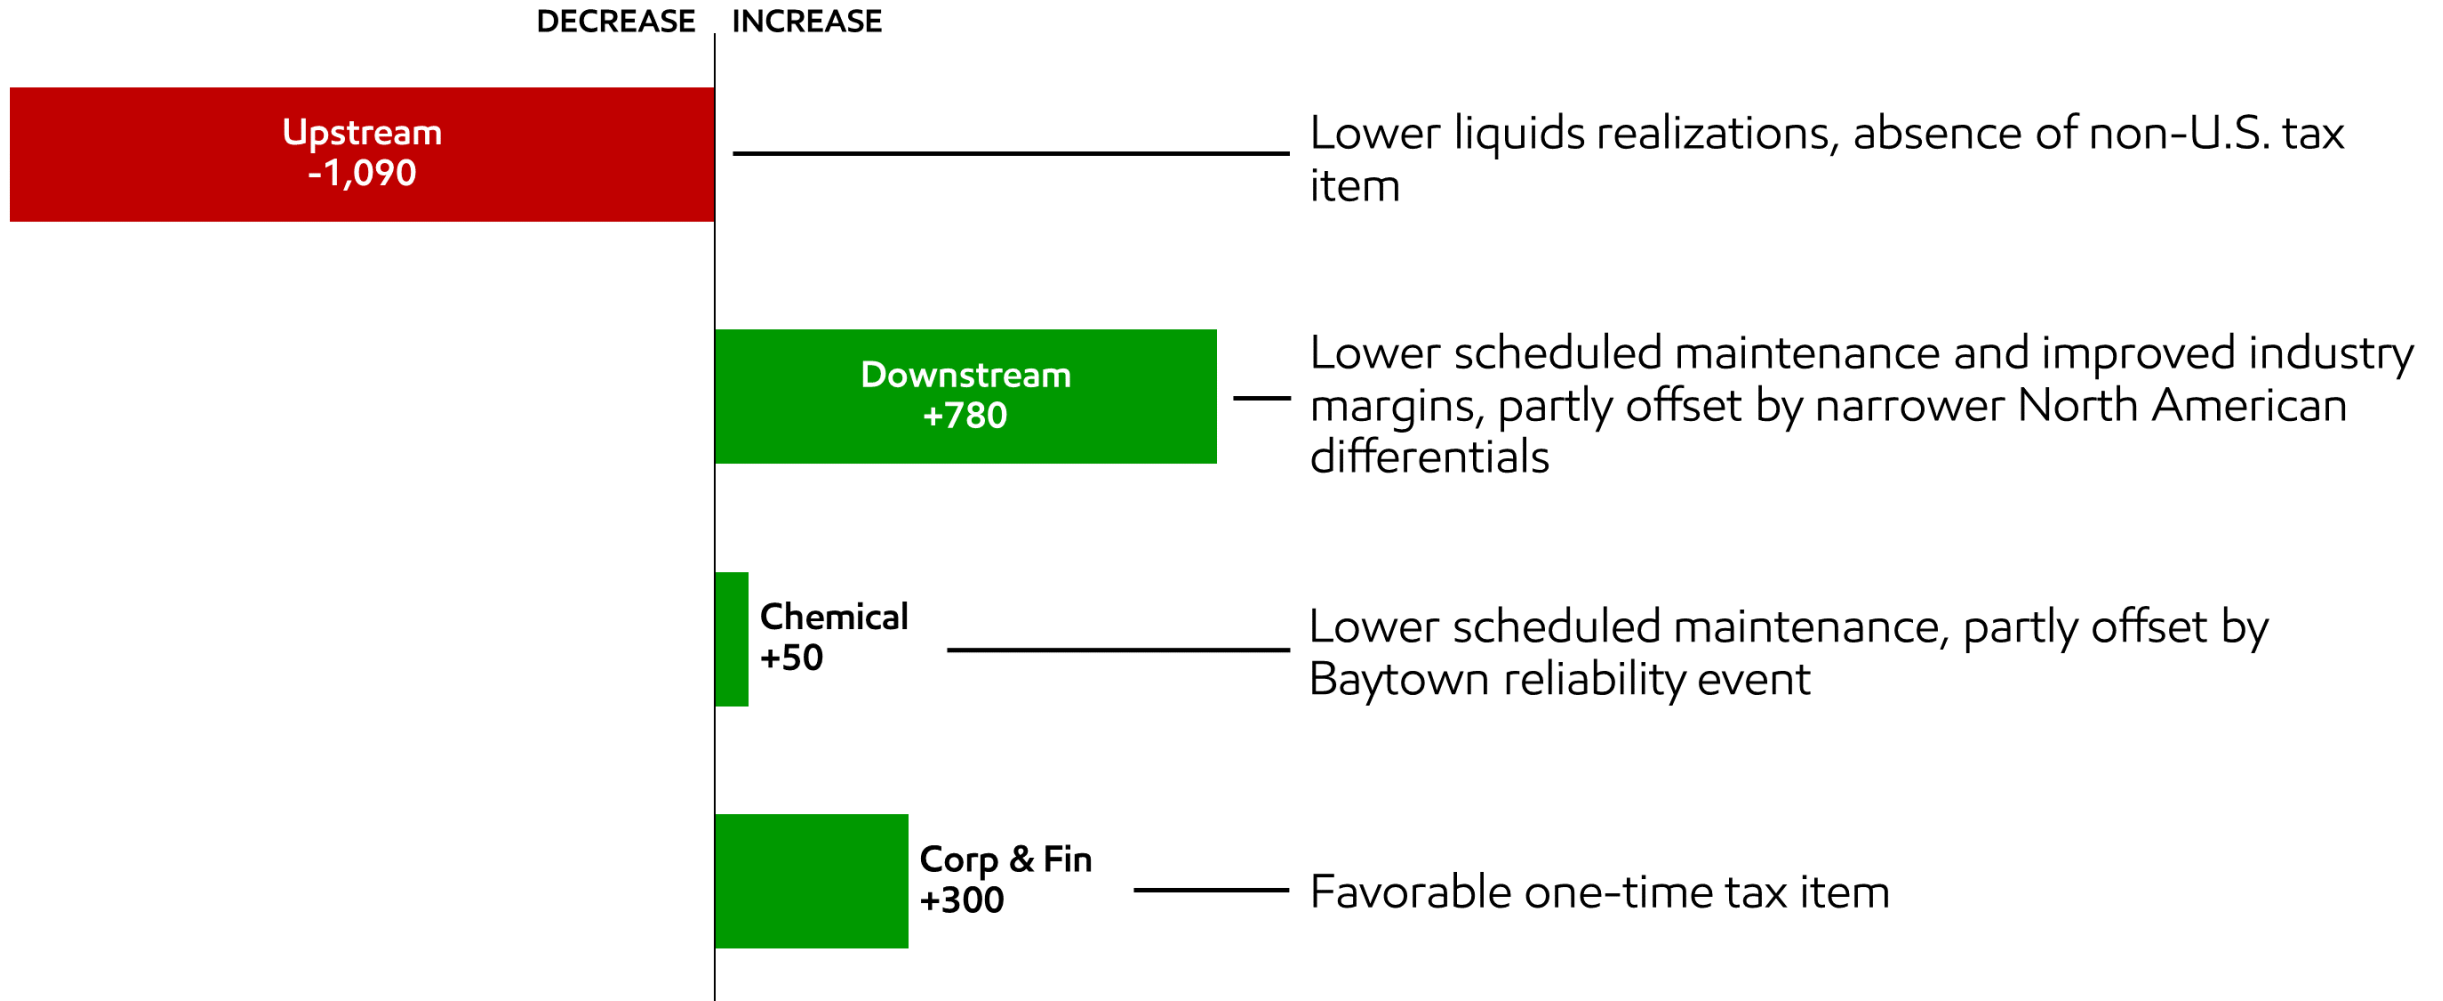 DECREASE INCREASE
Upstream
-1,090
Lower liquids realizations, absence of non-U.S. tax
item
Downstream
+780
Lower scheduled maintenance and improved industry
margins, partly offset by narrower North American
differentials
Chemical
+50
Lower scheduled maintenance, partly offset by
Baytown reliability event
Corp & Fin
+300
Favorable one-time tax item